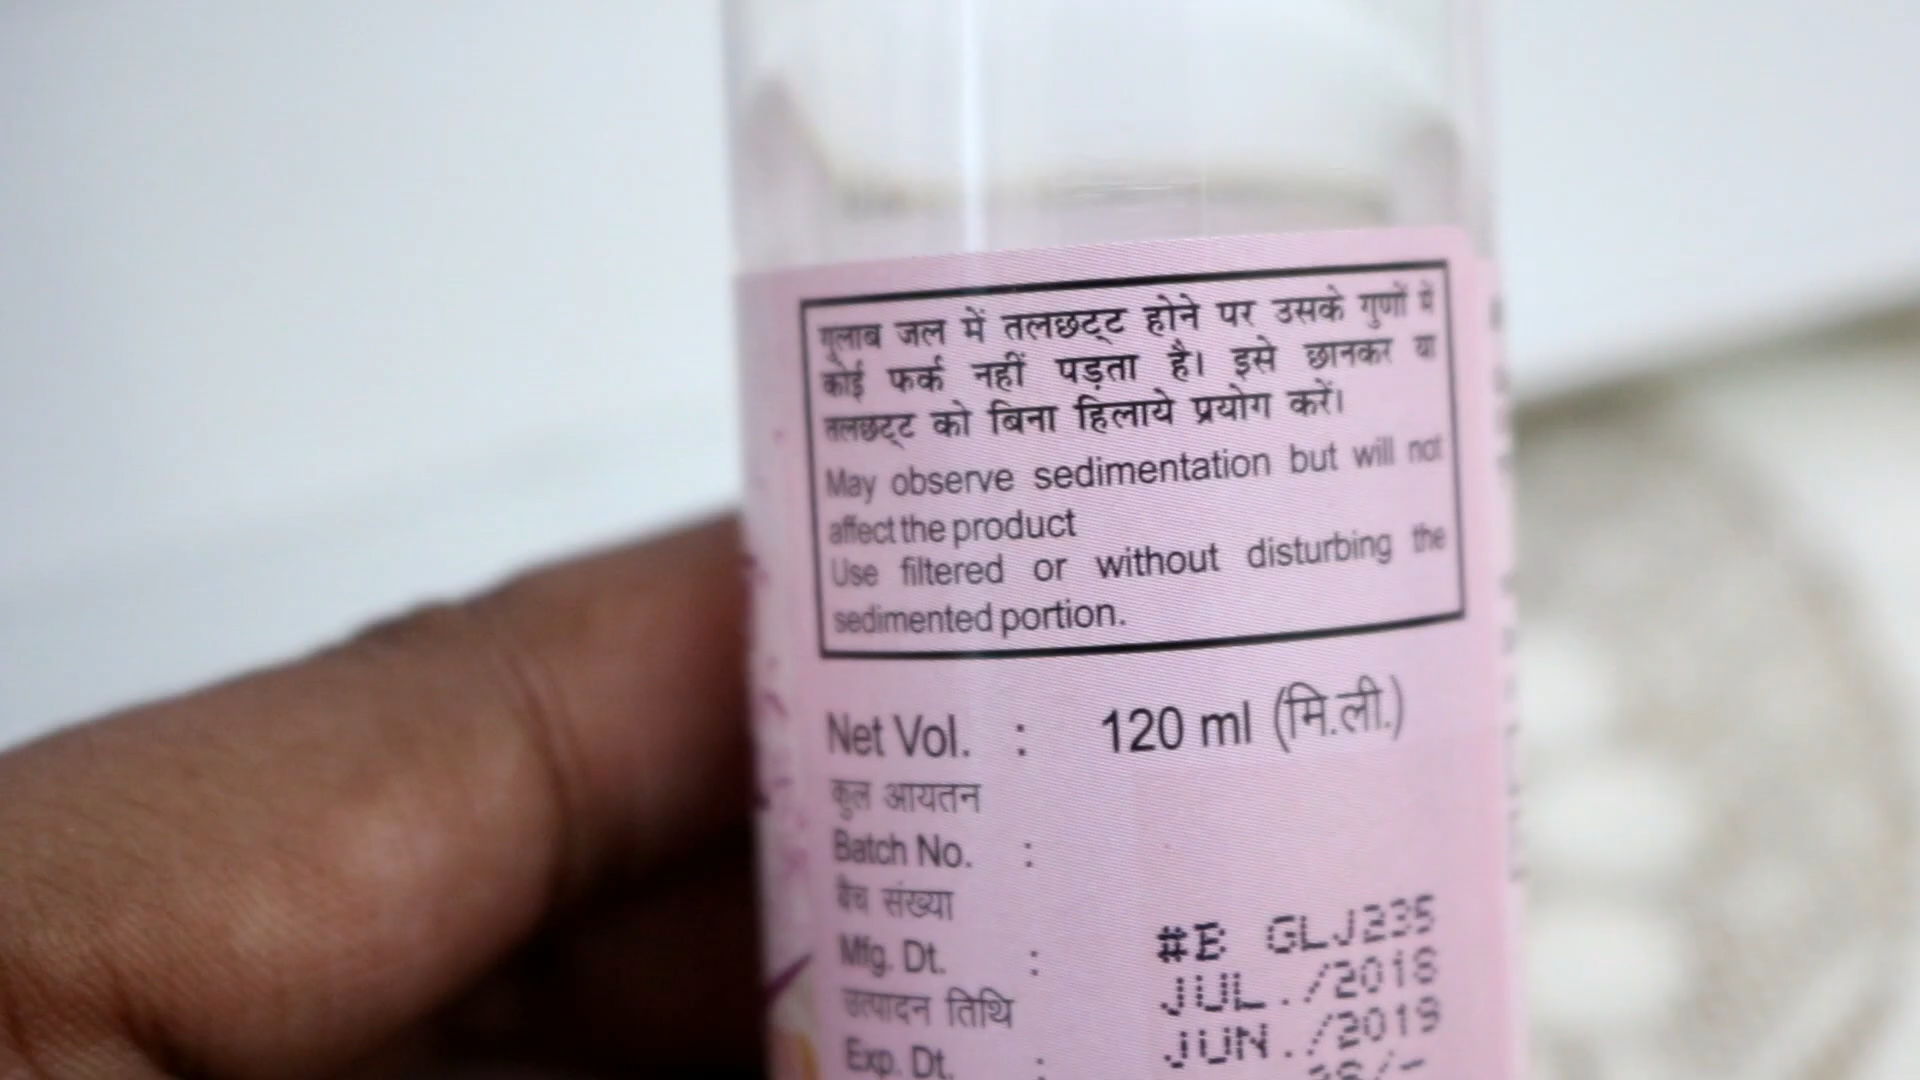 गुलाब जल में तलछट्ट होने पर उसके गुणों में
कोई फर्क नहीं पड़ता है। इसे छानकर या
तलछट्ट को बिना हिलाये प्रयोग करें।
May observe sedimentation but will not
affect the product
Use filtered or without disturbing the
sedimented portion.
Net Vol. : 120 ml (मि.ली.)
कुल आयतन
Batch No. :
बैच संख्या
#B GLJ235
Mfg. Dt. :
JUL./2018
उत्पादन तिथि
JUN./2019
Exp. Dt. :